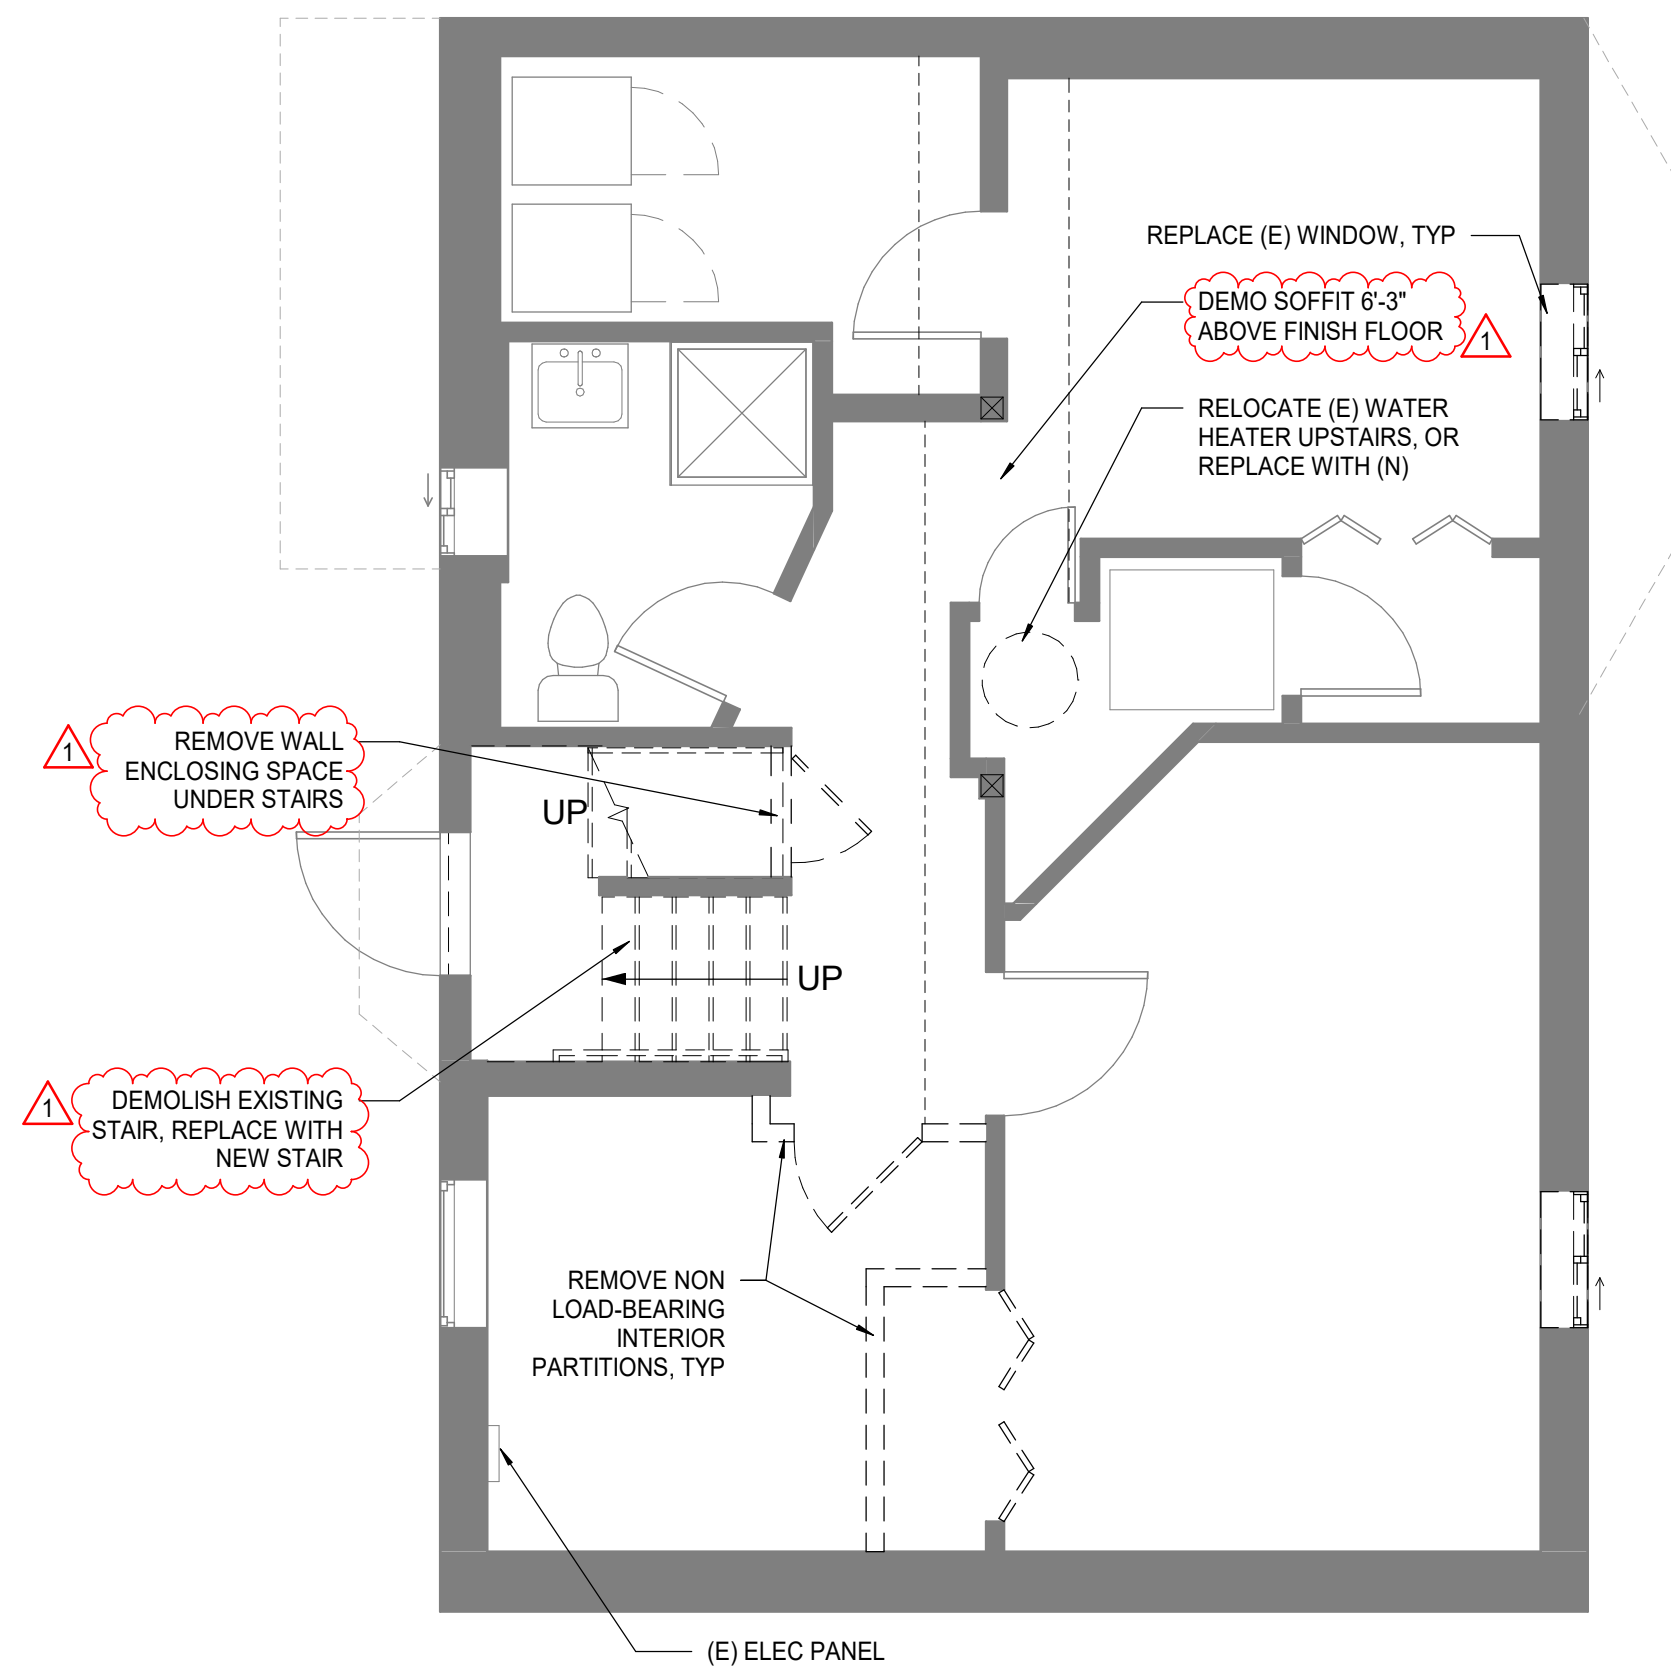 REPLACE (E) WINDOW, TYP
DEMO SOFFIT 6'-3"
ABOVE FINISH FLOOR
1
RELOCATE (E) WATER
HEATER UPSTAIRS, OR
REPLACE WITH (N)
1
REMOVE WALL
ENCLOSING SPACE
UNDER STAIRS
UP
UP
1
DEMOLISH EXISTING
STAIR, REPLACE WITH
NEW STAIR
REMOVE NON
LOAD-BEARING
INTERIOR
PARTITIONS, TYP
(E) ELEC PANEL